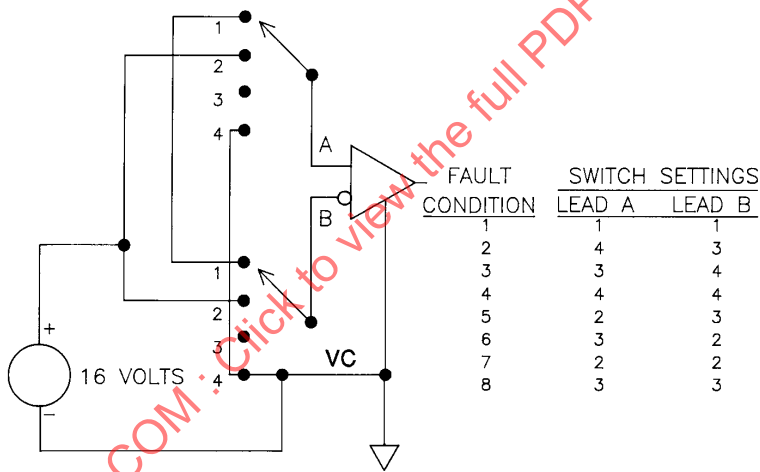 1
2
3
4
A
B
1
2
3
4
VC
+
16 VOLTS
-
FAULT SWITCH SETTINGS
CONDITION LEAD A LEAD B
1 1 1
2 4 3
3 3 4
4 4 4
5 2 3
6 3 2
7 2 2
8 3 3
COM : Click to view the full PDF